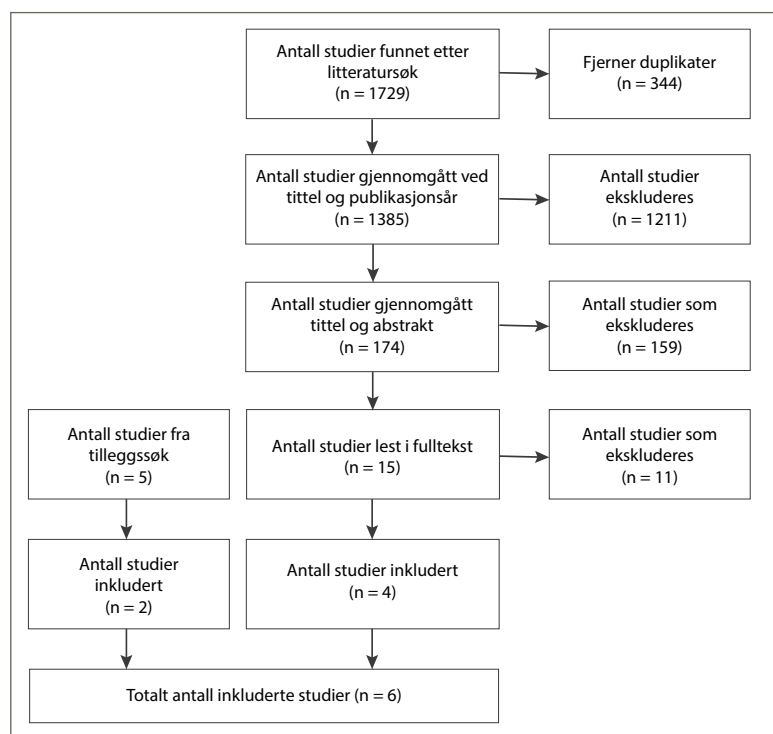 Antall studier funnet etter
litteratursøk
(n = 1729)
Fjerner duplikater
(n = 344)
Antall studier gjennomgått ved
tittel og publikasjonsår
(n = 1385)
Antall studier
ekskluderes
(n = 1211)
Antall studier gjennomgått
tittel og abstrakt
(n = 174)
Antall studier som
ekskluderes
(n = 159)
Antall studier fra
tilleggssøk
(n = 5)
Antall studier lest i fulltekst
(n = 15)
Antall studier som
ekskluderes
(n = 11)
Antall studier
inkludert
(n = 2)
Antall studier inkludert
(n = 4)
Totalt antall inkluderte studier (n = 6)